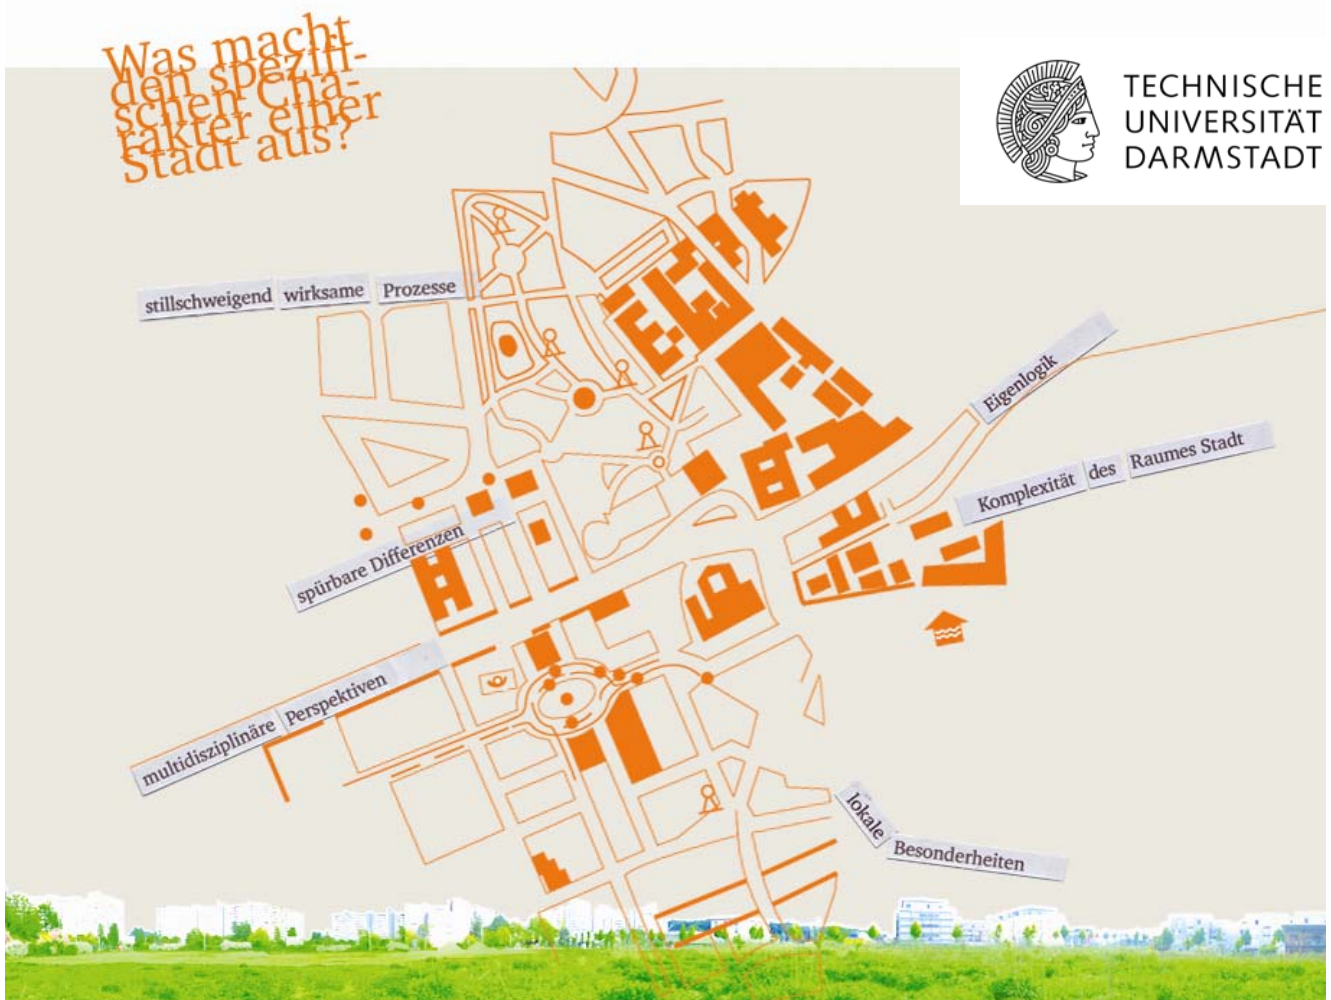 Was macht
den spezifi-
schen Cha-
rakter einer
Stadt aus?
TECHNISCHE
UNIVERSITÄT
DARMSTADT
stillschweigend wirksame Prozesse
Eigenlogik
Komplexität des Raumes Stadt
spürbare Differenzen
multidisziplinäre Perspektiven
lokale
Besonderheiten